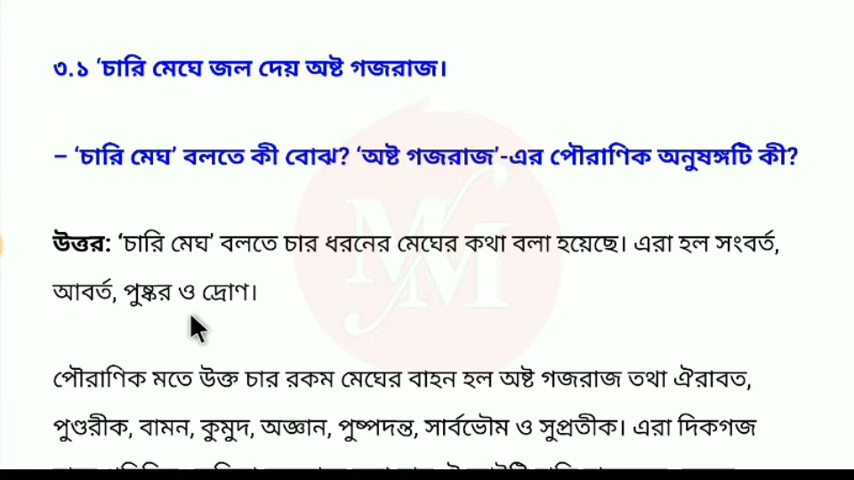 ৩.১ ‘চারি মেঘে জল দেয় অষ্ট গজরাজ।
– ‘চারি মেঘ’ বলতে কী বোঝ? ‘অষ্ট গজরাজ’-এর পৌরাণিক অনুষঙ্গটি কী?
উত্তর: ‘চারি মেঘ’ বলতে চার ধরনের মেঘের কথা বলা হয়েছে। এরা হল সংবর্ত,
আবর্ত, পুষ্কর ও দ্রোণ।
পৌরাণিক মতে উক্ত চার রকম মেঘের বাহন হল অষ্ট গজরাজ তথা ঐরাবত,
পুণ্ডরীক, বামন, কুমুদ, অজ্ঞান, পুষ্পদন্ত, সার্বভৌম ও সুপ্রতীক। এরা দিকগজ